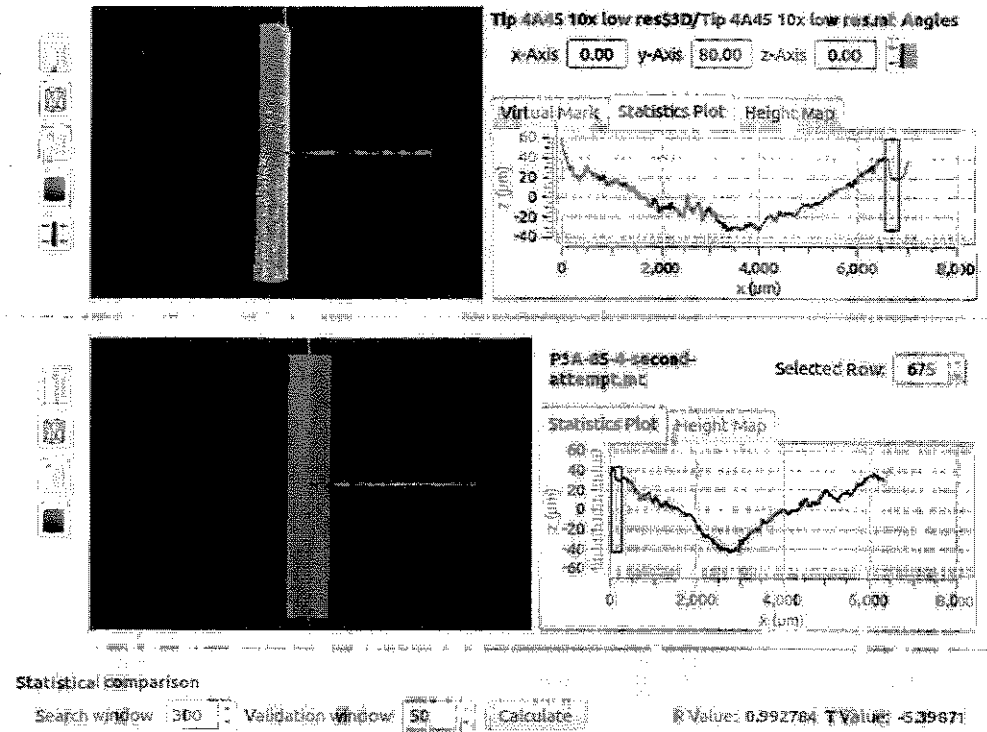 Tip 4A45 10x low res$3D/Tip 4A45 10x low res.mt Angles
x-Axis 0.00 y-Axis 80.00 z-Axis 0.00
Virtual Mark Statistics Plot Height Map
60
40
20
0
-20
-40
z (µm)
0 2,000 4,000 6,000 8,000
x (µm)
P3A-85-4-second-
attempt.mt
Selected Row: 675
Statistics Plot Height Map
60
40
20
0
-20
-40
-60
z (µm)
0 2,000 4,000 6,000 8,000
x (µm)
Statistical comparison
Search window 300 Validation window 50 Calculate R Value: 0.992784 T Value: -5.39871